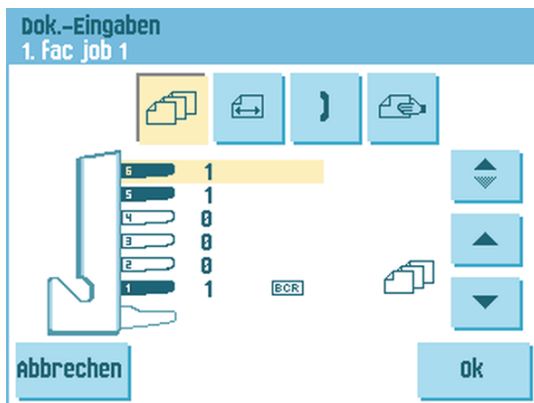 Dok.-Eingaben
1. Fac job 1
6 1
5 1
4 0
3 0
2 0
1 1 BCR
Abbrechen
Ok